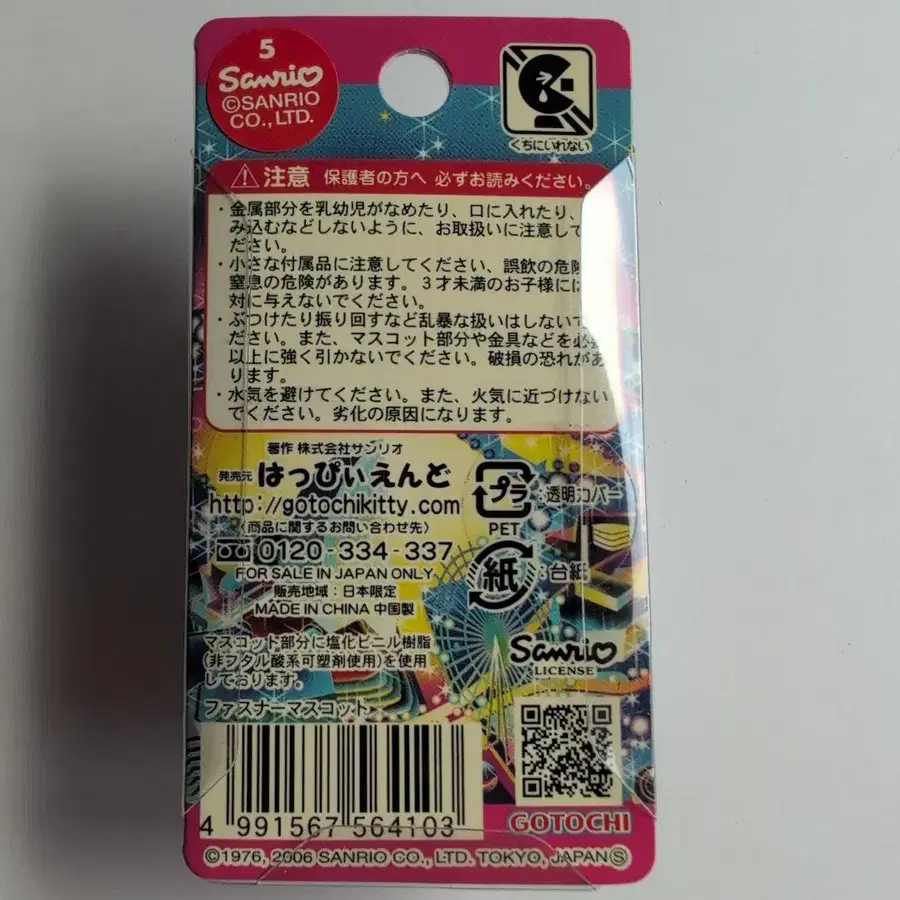 5
Sanrio
©SANRIO
CO., LTD.
くちにいれない
注意 保護者の方へ 必ずお読みください。
・金属部分を乳幼児がなめたり、口に入れたり、
み込むなどしないように、お取扱いに注意して
ださい。
・小さな付属品に注意してください、誤飲の危険
窒息の危険があります。3才未満のお子様には
対に与えないでください。
・ぶつけたり振り回すなど乱暴な扱いはしないで
ださい。また、マスコット部分や金具などを必要
以上に強く引かないでください。破損の恐れがあ
ります。
・水気を避けてください。また、火気に近づけない
でください。劣化の原因になります。
著作 株式会社サンリオ
発売元 はっぴぃえんど
http://gotochikitty.com
〈商品に関するお問い合わせ先〉
0120-334-337
FOR SALE IN JAPAN ONLY
販売地域:日本限定
MADE IN CHINA 中国製
プラ :透明カバー
PET
紙 :台紙
マスコット部分に塩化ビニル樹脂
(非フタル酸系可塑剤使用)を使用
しております。
ファスナーマスコット
Sanrio
LICENSE
4 991567 564103
GOTOCHI
©1976, 2006 SANRIO CO., LTD. TOKYO, JAPAN Ⓢ